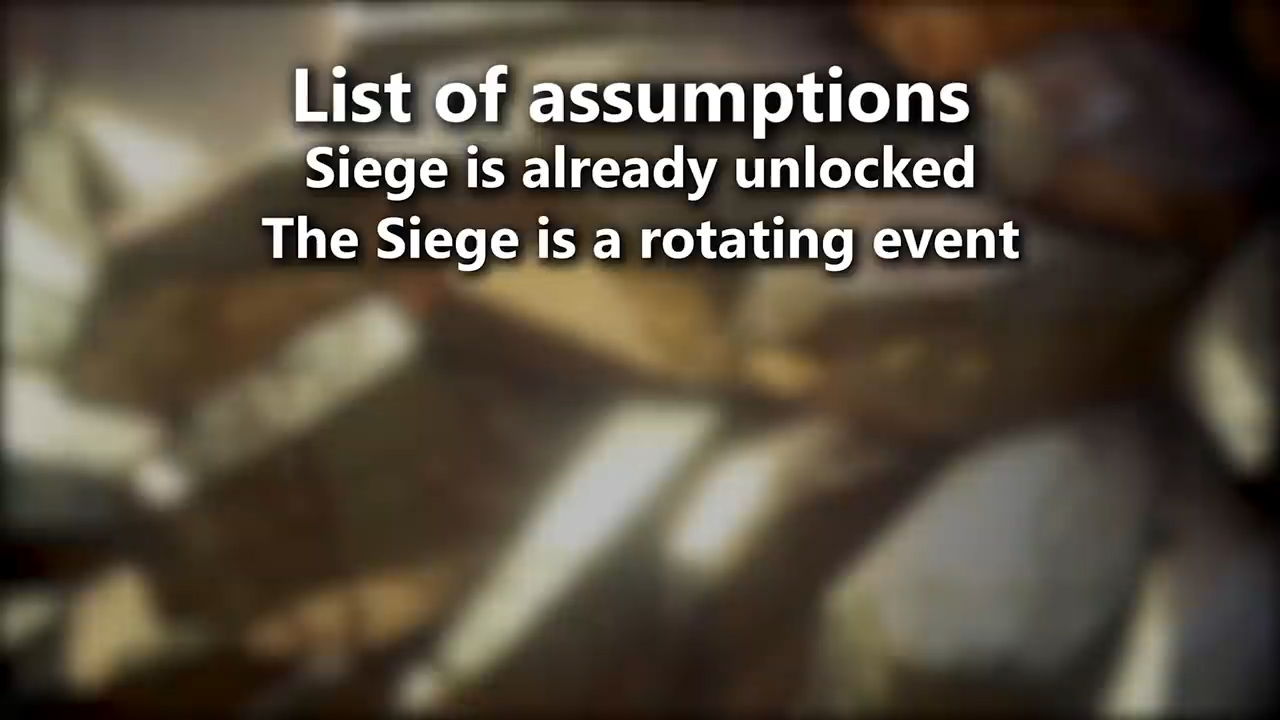 List of assumptions
Siege is already unlocked
The Siege is a rotating event